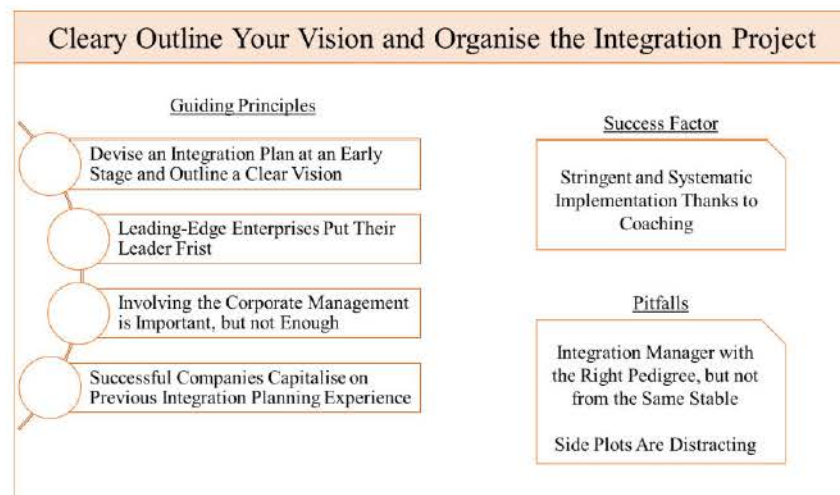 Cleary Outline Your Vision and Organise the Integration Project
Guiding Principles
Devise an Integration Plan at an Early
Stage and Outline a Clear Vision
Leading-Edge Enterprises Put Their
Leader Frist
Involving the Corporate Management
is Important, but not Enough
Successful Companies Capitalise on
Previous Integration Planning Experience
Success Factor
Stringent and Systematic
Implementation Thanks to
Coaching
Pitfalls
Integration Manager with
the Right Pedigree, but not
from the Same Stable
Side Plots Are Distracting